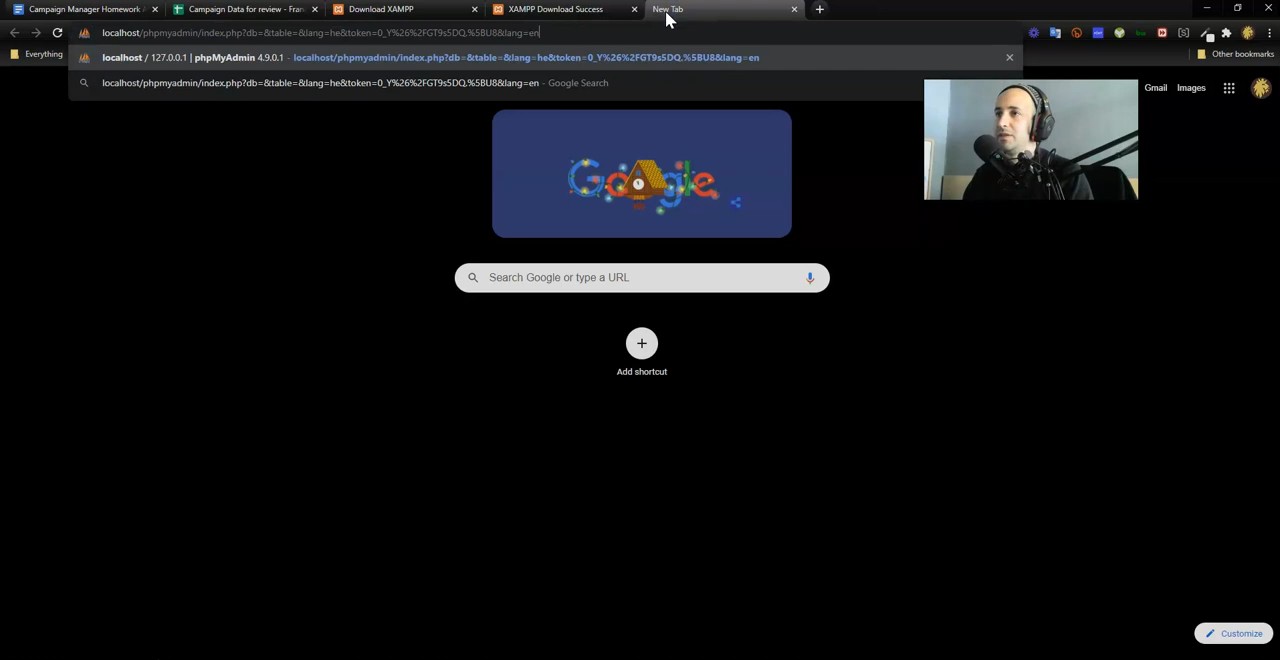 Campaign Manager Homework A
Campaign Data for review - Fran
Download XAMPP
XAMPP Download Success
New Tab
localhost/phpmyadmin/index.php?db=&table=&lang=he&token=0_Y%26%2FGT9s5DQ,%5BU8&lang=en
Everything
localhost / 127.0.0.1 | phpMyAdmin 4.9.0.1 - localhost/phpmyadmin/index.php?db=&table=&lang=he&token=0_Y%26%2FGT9s5DQ,%5BU8&lang=en
Other bookmarks
localhost/phpmyadmin/index.php?db=&table=&lang=he&token=0_Y%26%2FGT9s5DQ,%5BU8&lang=en - Google Search
Gmail Images
Google
Search Google or type a URL
Add shortcut
Customize